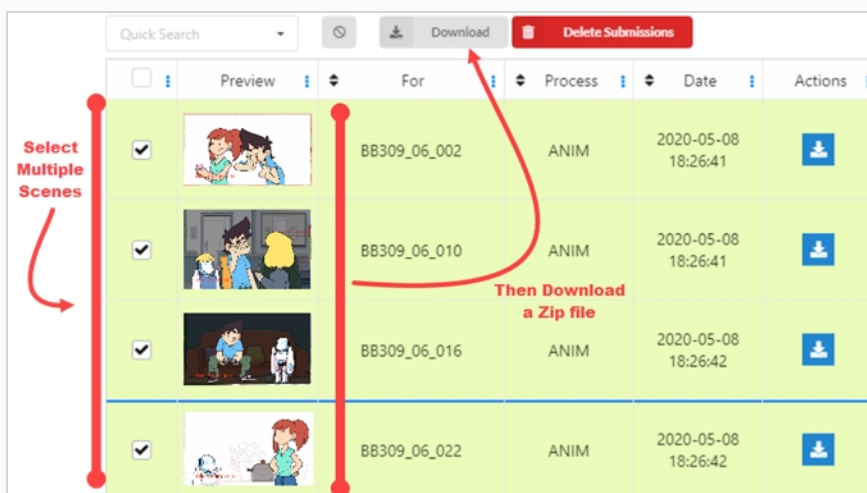 Quick Search
Download
Delete Submissions
Preview
For
Process
Date
Actions
Select
Multiple
Scenes
BB309_06_002
ANIM
2020-05-08
18:26:41
BB309_06_010
ANIM
2020-05-08
18:26:41
Then Download
a Zip file
BB309_06_016
ANIM
2020-05-08
18:26:42
BB309_06_022
ANIM
2020-05-08
18:26:42